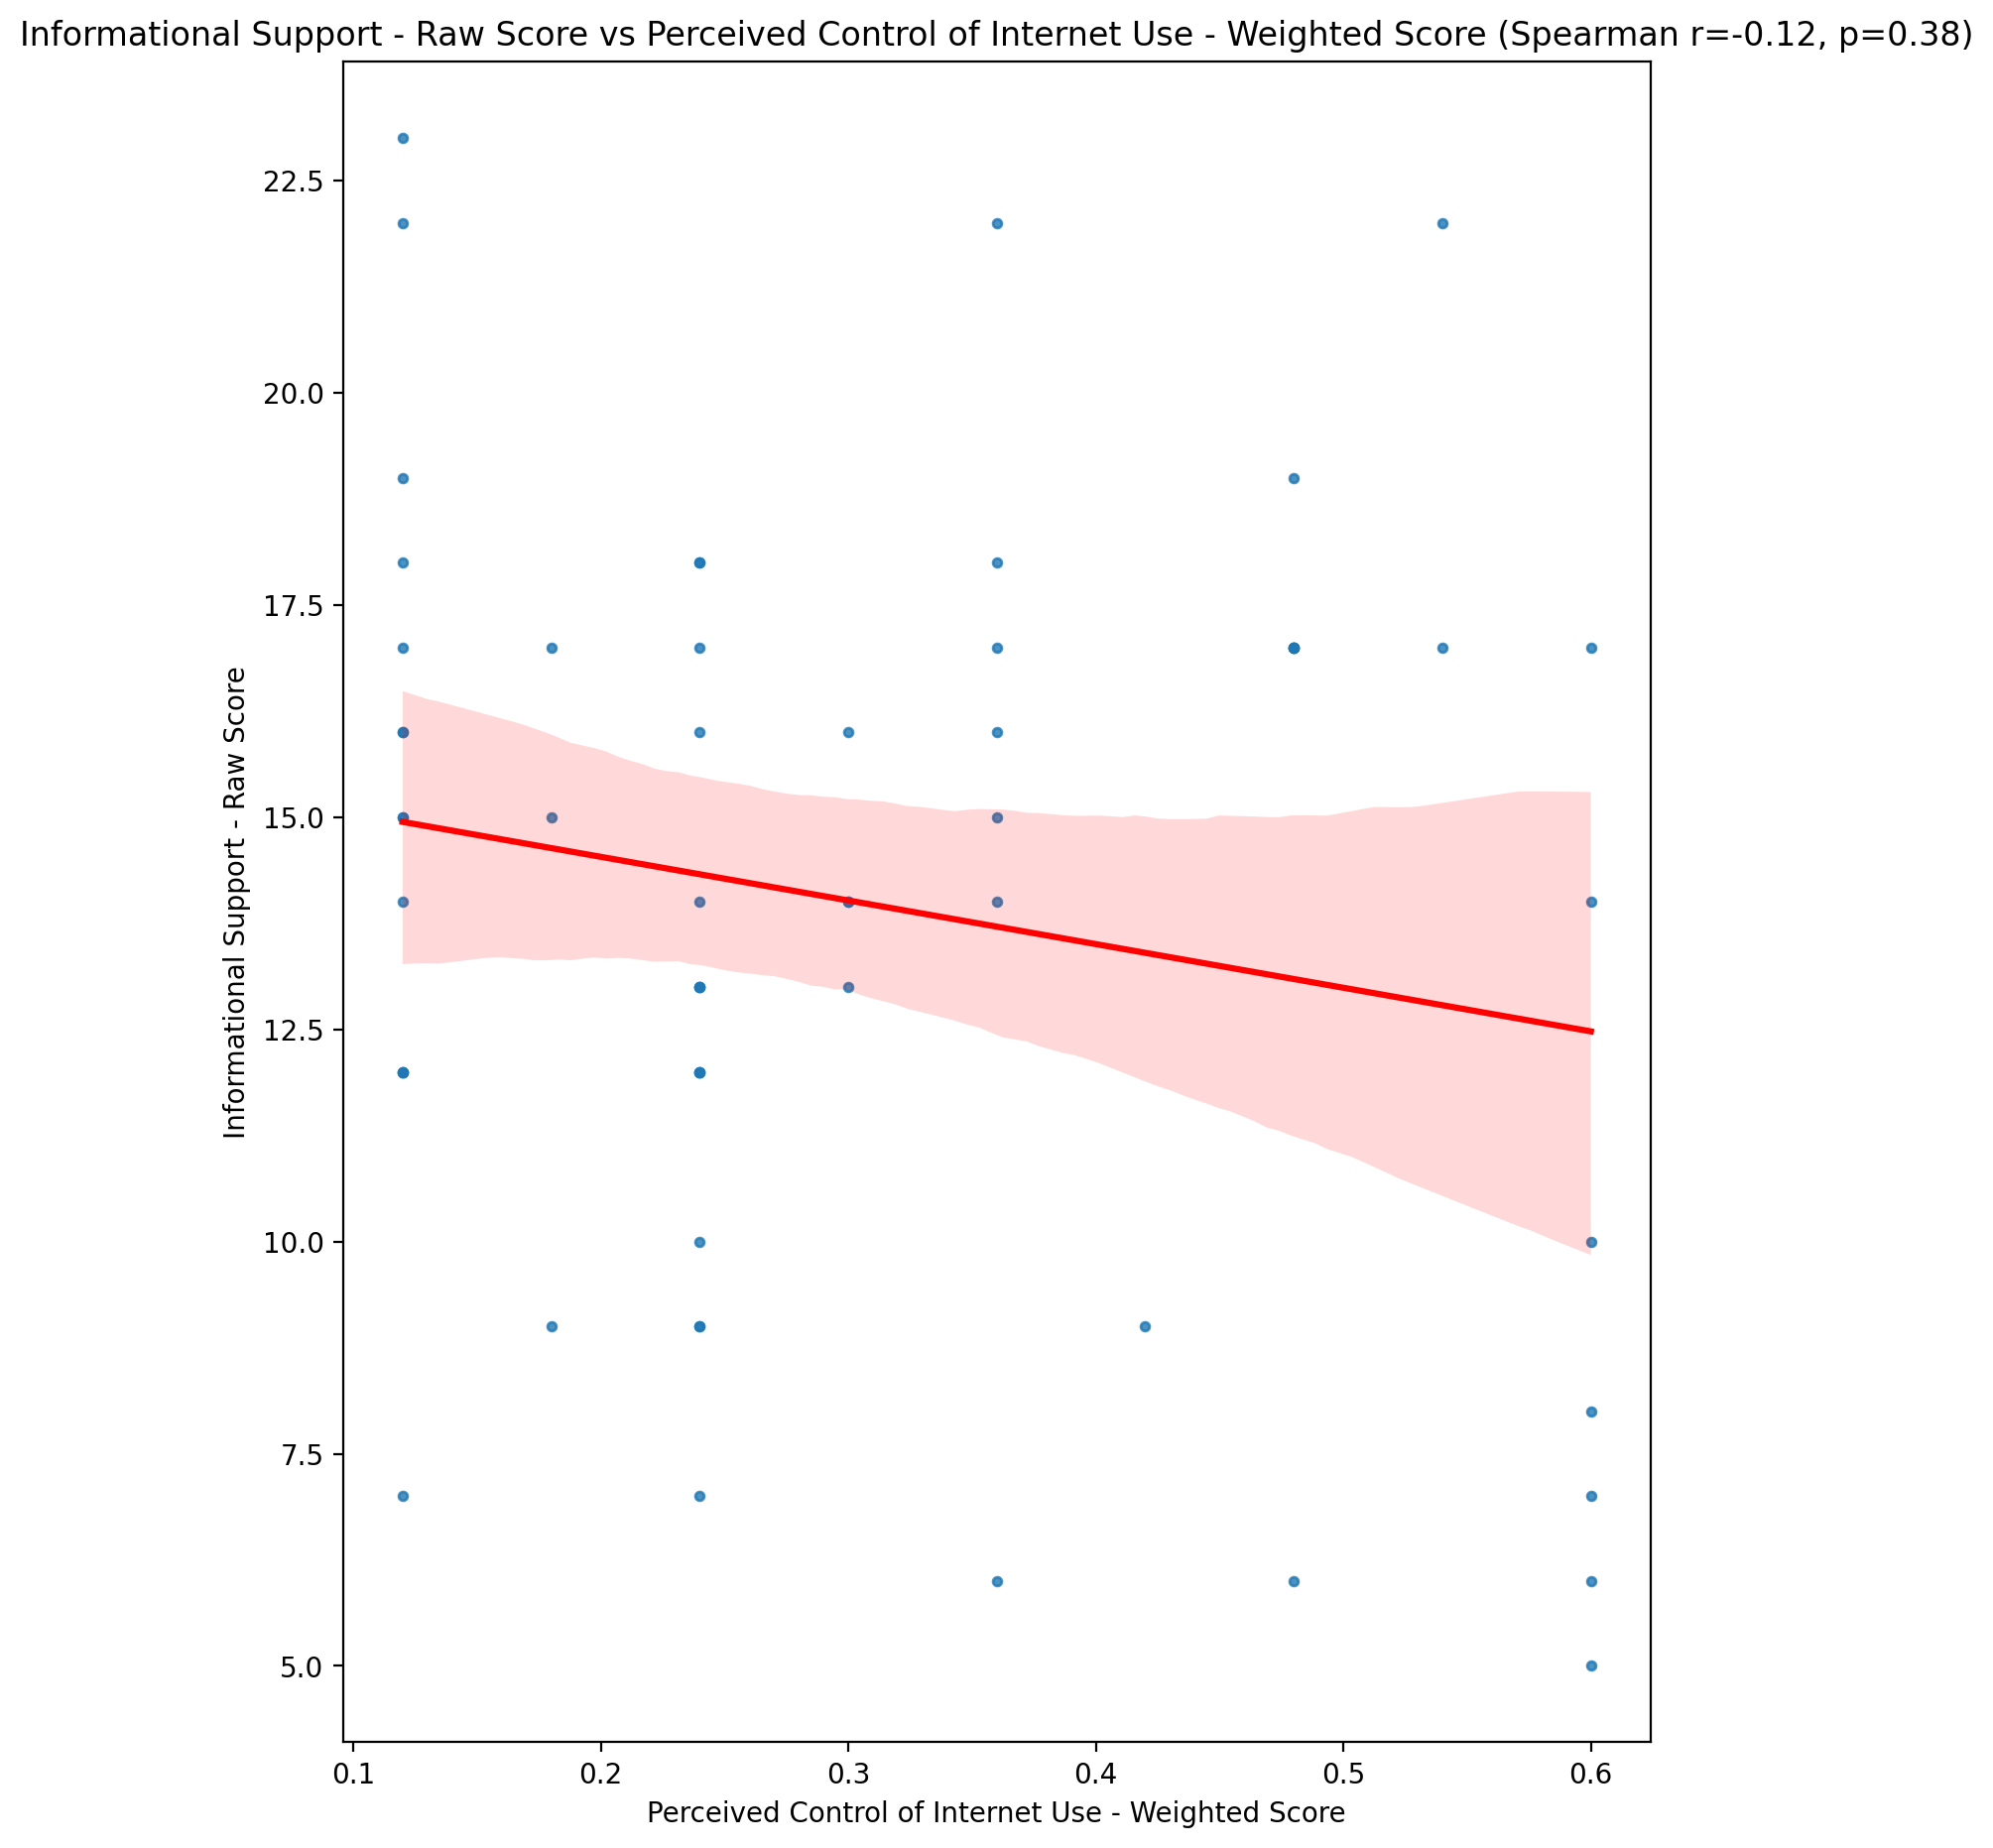 Informational Support - Raw Score vs Perceived Control of Internet Use - Weighted Score (Spearman r=-0.12, p=0.38)
22.5
20.0
17.5
15.0
12.5
10.0
7.5
5.0
Informational Support - Raw Score
0.1 0.2 0.3 0.4 0.5 0.6
Perceived Control of Internet Use - Weighted Score